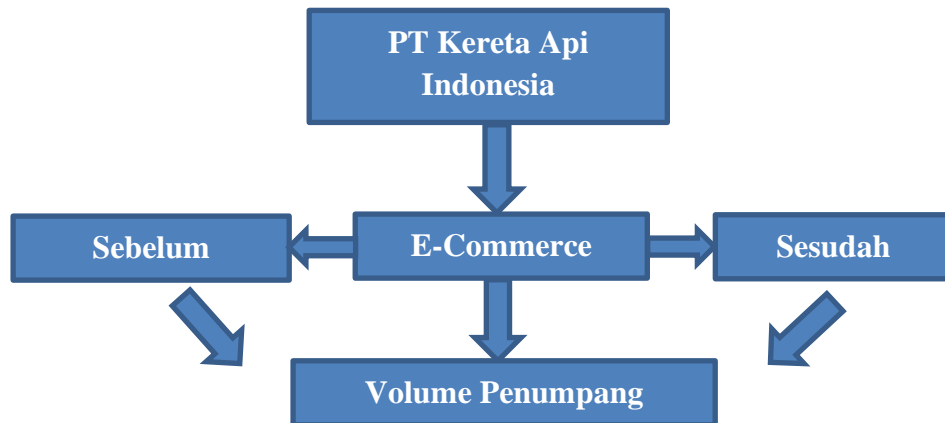 PT Kereta Api
Indonesia
Sebelum
E-Commerce
Sesudah
Volume Penumpang